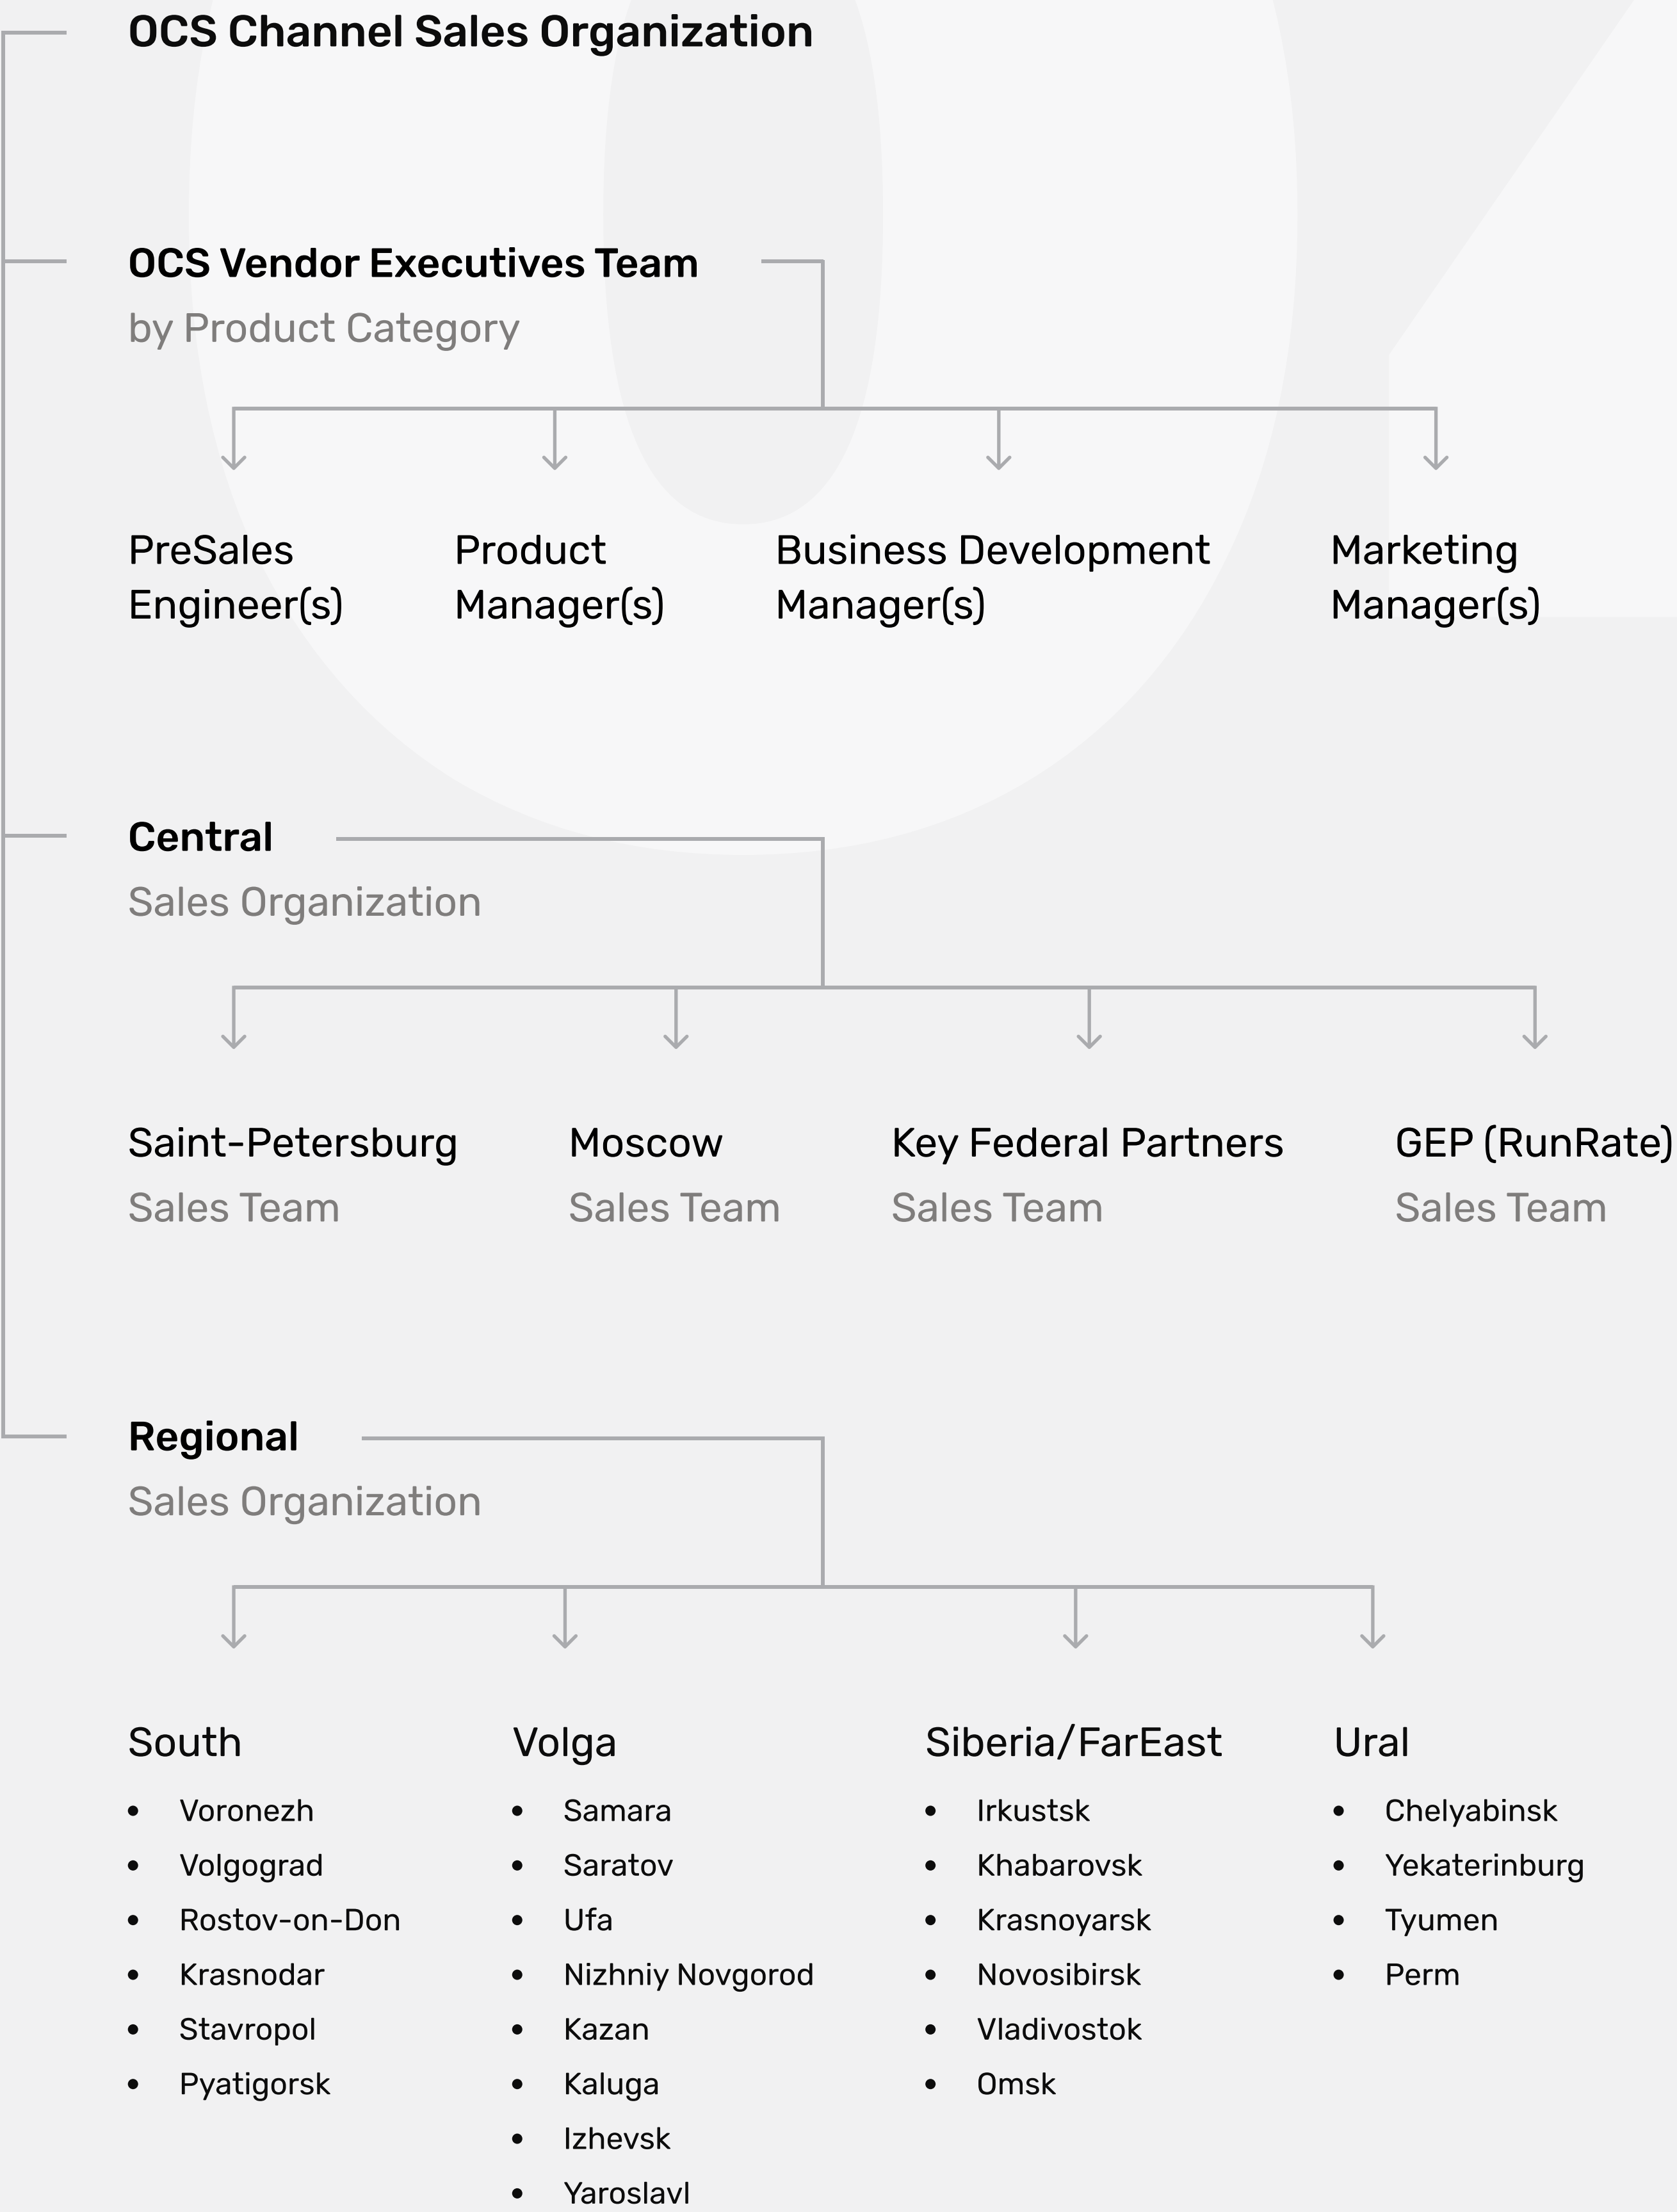 OCS Channel Sales Organization
OCS Vendor Executives Team
by Product Category
PreSales
Engineer(s)
Product
Manager(s)
Business Development
Manager(s)
Marketing
Manager(s)
Central
Sales Organization
Saint-Petersburg
Sales Team
Moscow
Sales Team
Key Federal Partners
Sales Team
GEP (RunRate)
Sales Team
Regional
Sales Organization
South
• Voronezh
• Volgograd
• Rostov-on-Don
• Krasnodar
• Stavropol
• Pyatigorsk
Volga
• Samara
• Saratov
• Ufa
• Nizhniy Novgorod
• Kazan
• Kaluga
• Izhevsk
• Yaroslavl
Siberia/FarEast
• Irkustsk
• Khabarovsk
• Krasnoyarsk
• Novosibirsk
• Vladivostok
• Omsk
Ural
• Chelyabinsk
• Yekaterinburg
• Tyumen
• Perm